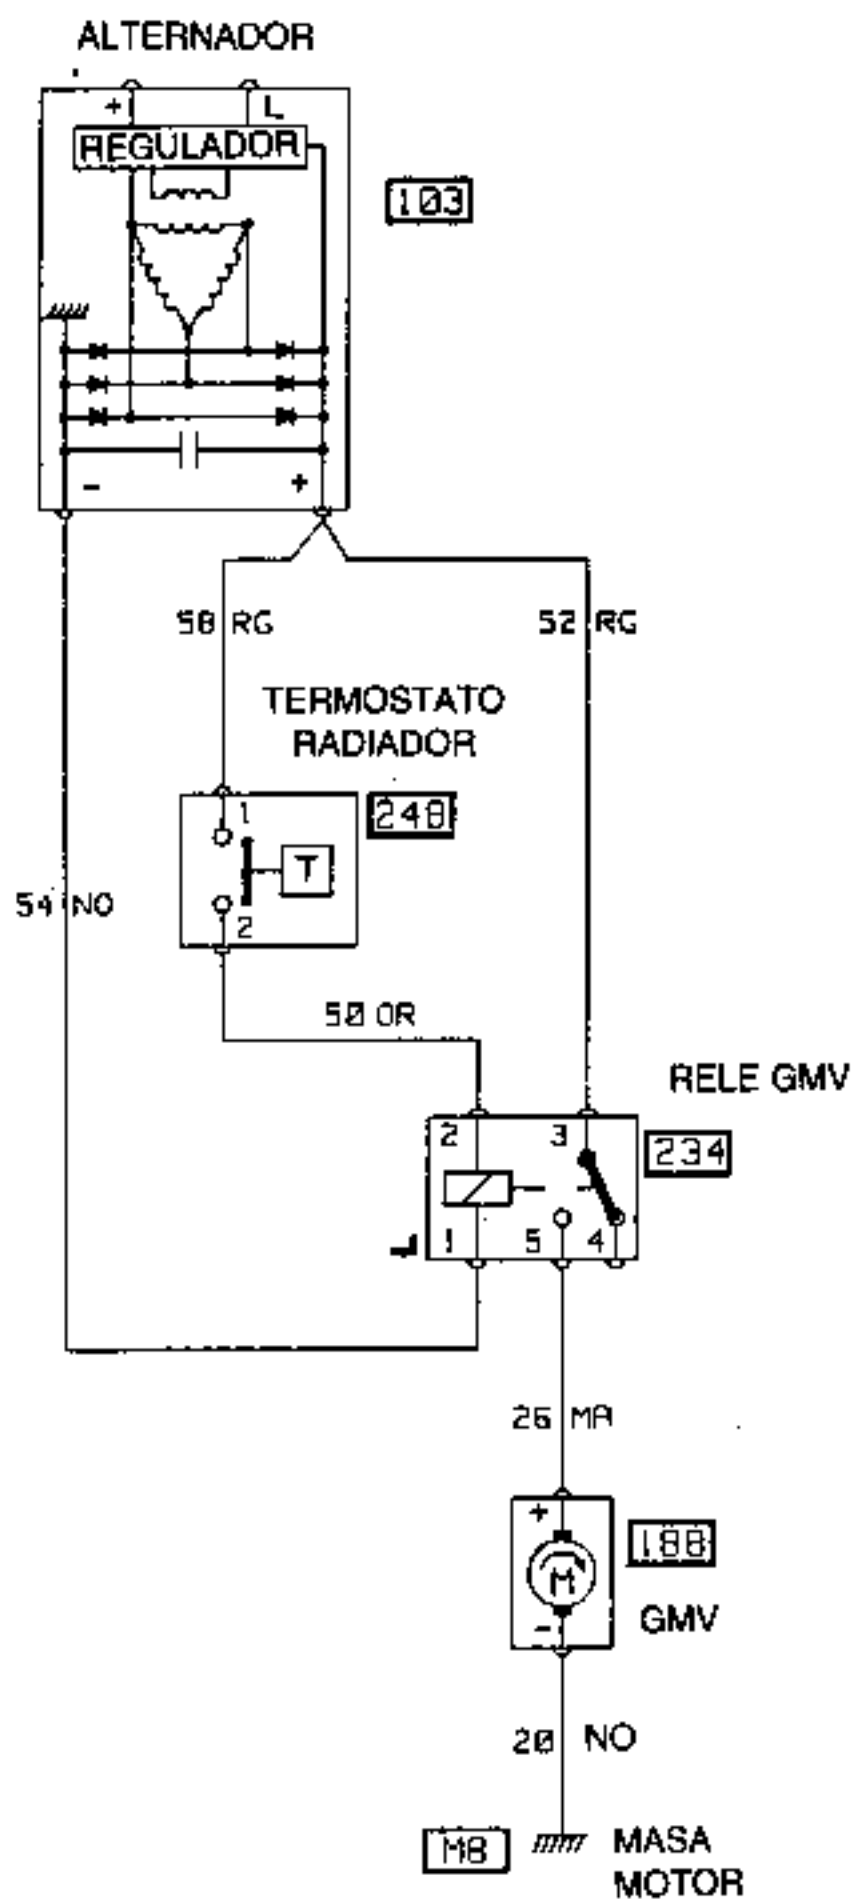 ALTERNADOR
+ L
REGULADOR
103
- +
58 RG
52 RG
TERMOSTATO
RADIADOR
248
1
T
2
54 NO
50 OR
RELE GMV
2 3
234
1 5 4
26 MA
+
188
M
GMV
-
20 NO
M8
MASA
MOTOR